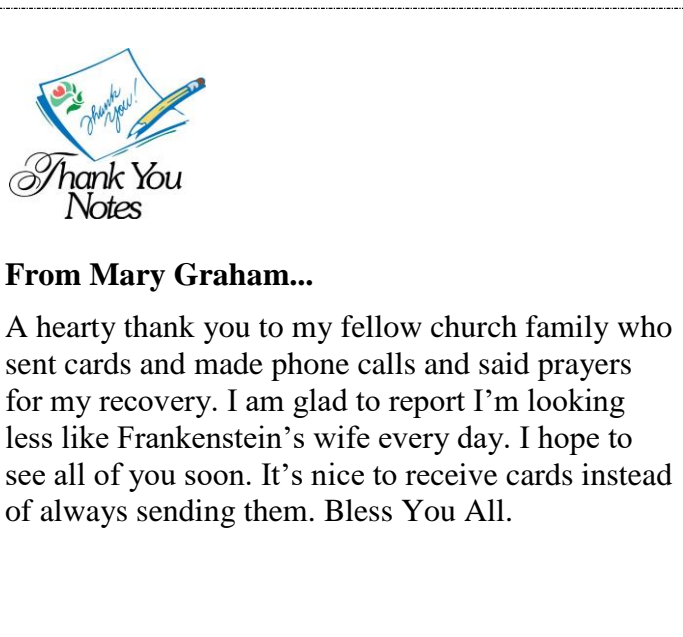 Thank
You!
Thank You
Notes
From Mary Graham...
A hearty thank you to my fellow church family who
sent cards and made phone calls and said prayers
for my recovery. I am glad to report I’m looking
less like Frankenstein’s wife every day. I hope to
see all of you soon. It’s nice to receive cards instead
of always sending them. Bless You All.